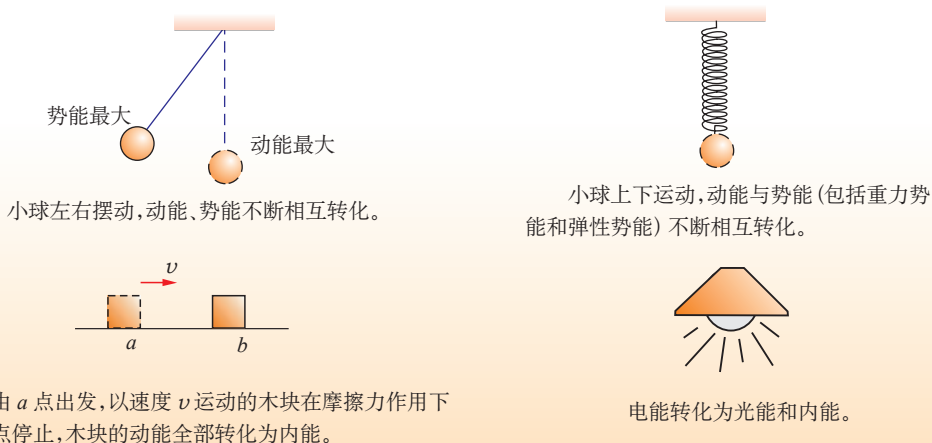 势能最大
动能最大
小球左右摆动,动能、势能不断相互转化。
小球上下运动,动能与势能(包括重力势
能和弹性势能)不断相互转化。
υ
a
b
由 a 点出发,以速度 υ 运动的木块在摩擦力作用下
点停止,木块的动能全部转化为内能。
电能转化为光能和内能。